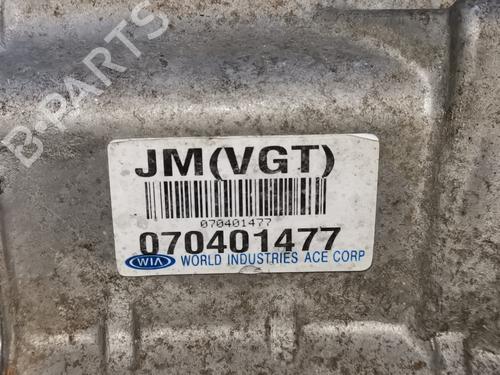 B-PARTS
JM(VGT)
070401477
070401477
WIA WORLD INDUSTRIES ACE CORP